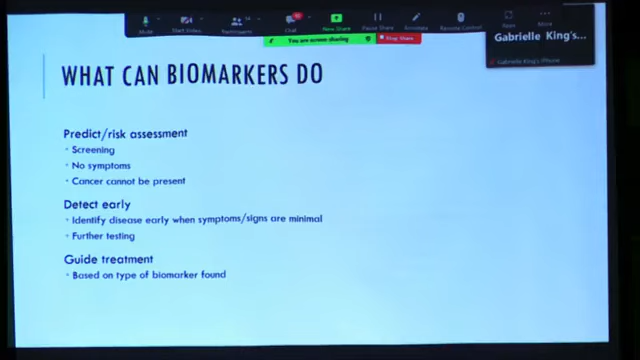 Mute
Start Video
Participants
Chat
New Share
Pause Share
Annotate
Remote Control
Apps
More
You are screen sharing
Stop Share
Gabrielle King's...
Gabrielle King's iPhone
WHAT CAN BIOMARKERS DO
Predict/risk assessment
• Screening
• No symptoms
• Cancer cannot be present
Detect early
• Identify disease early when symptoms/signs are minimal
• Further testing
Guide treatment
• Based on type of biomarker found